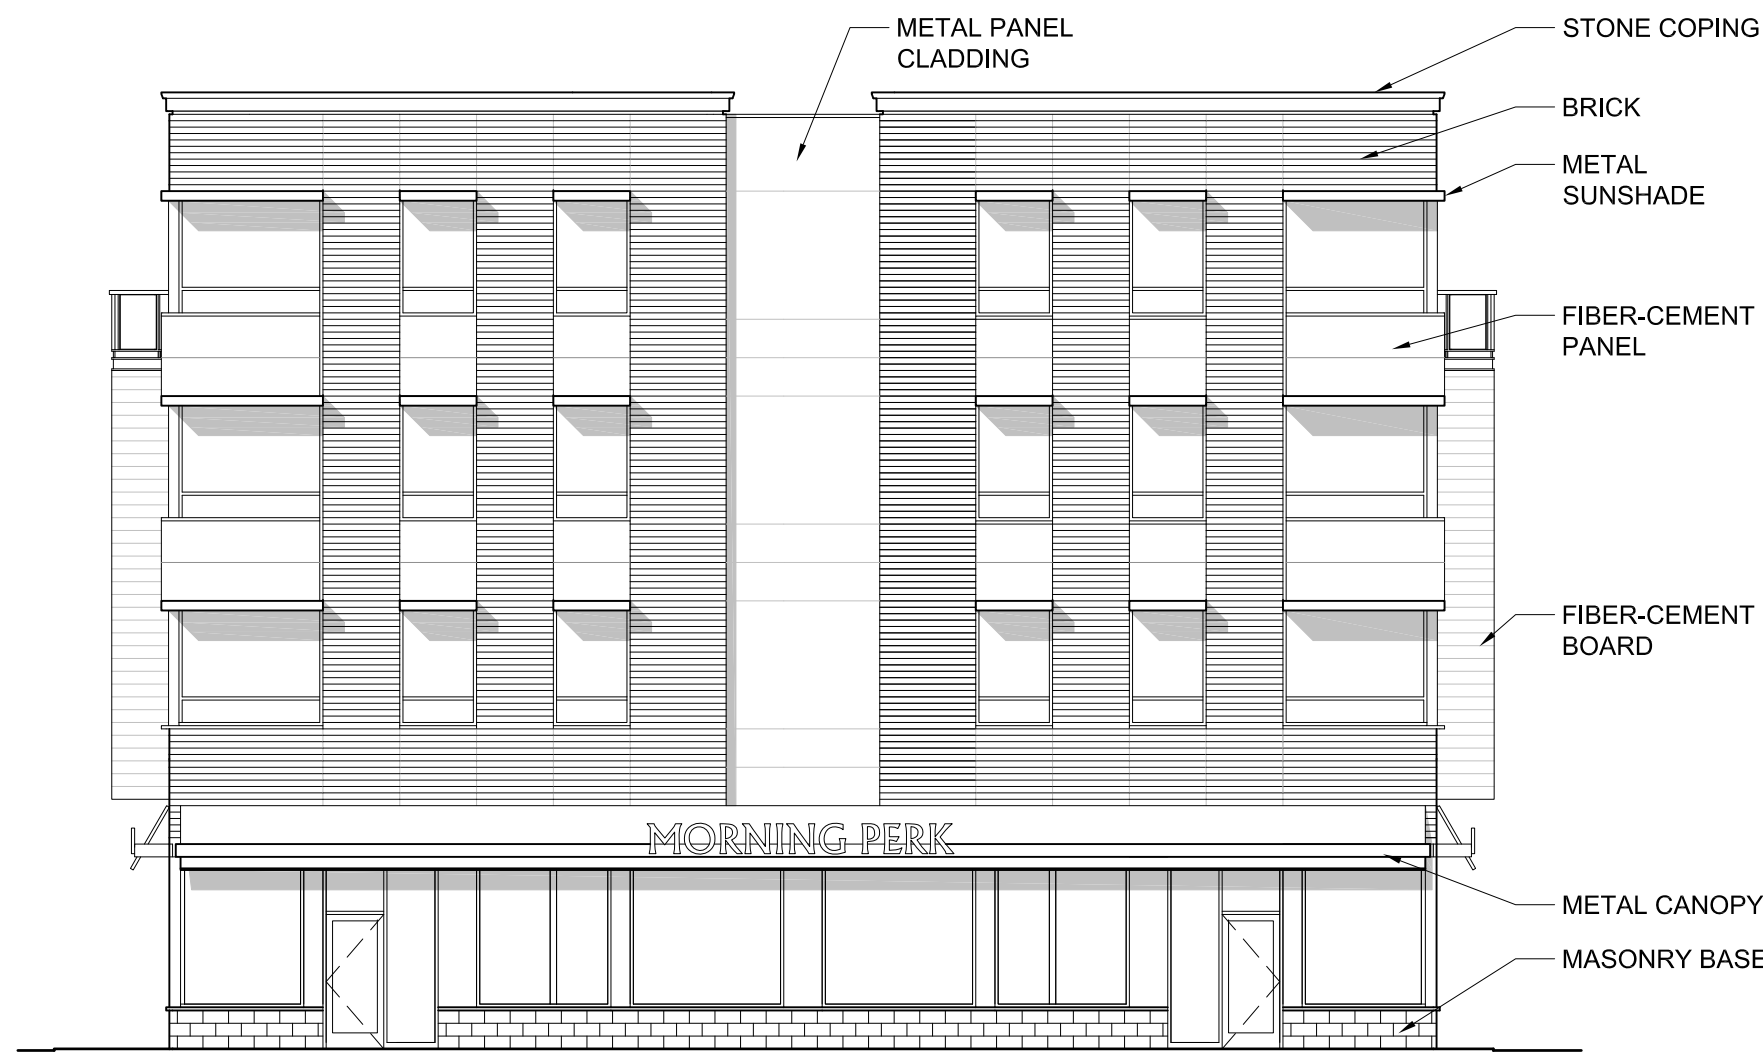 METAL PANEL
CLADDING
STONE COPING
BRICK
METAL
SUNSHADE
FIBER-CEMENT
PANEL
FIBER-CEMENT
BOARD
MORNING PERK
METAL CANOPY
MASONRY BASE